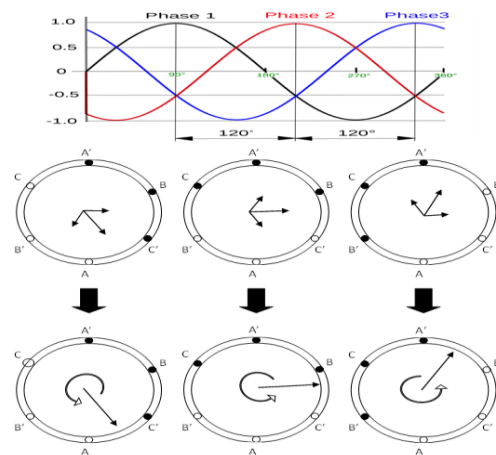 1.0 Phase 1 Phase 2 Phase3
0.5
0 90° 180° 270° 360°
-0.5
-1.0
120° 120°
A' A' A'
C B C B C B
B' C' B' C' B' C'
A A A
A' A' A'
C B C B C B
B' C' B' C' B' C'
A A A